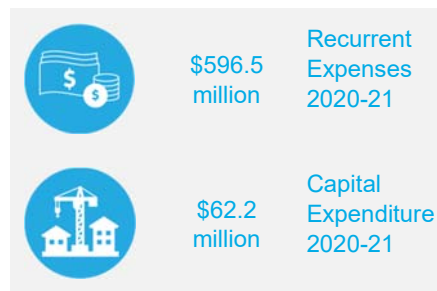 $
$
$596.5
million
Recurrent
Expenses
2020-21
$62.2
million
Capital
Expenditure
2020-21